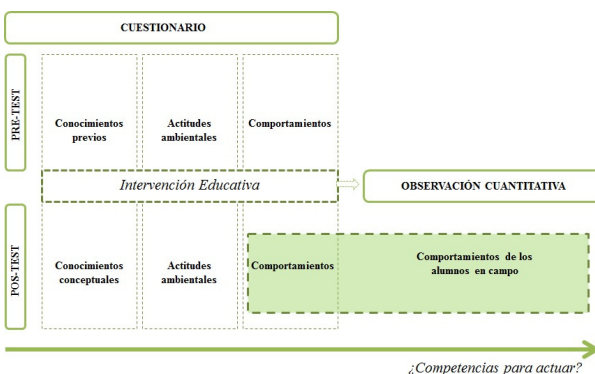 CUESTIONARIO
PRE-TEST
Conocimientos
previos
Actitudes
ambientales
Comportamientos
Intervención Educativa
OBSERVACIÓN CUANTITATIVA
POS-TEST
Conocimientos
conceptuales
Actitudes
ambientales
Comportamientos
Comportamientos de los
alumnos en campo
¿Competencias para actuar?